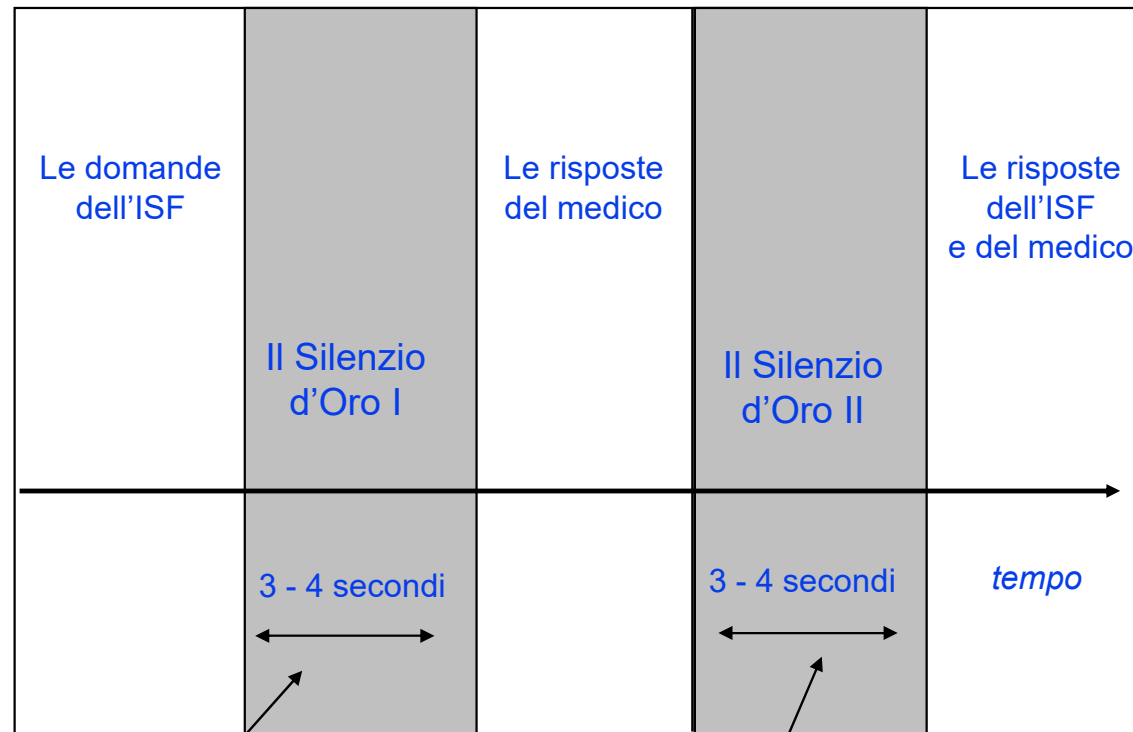 Le domande
dell’ISF
Il Silenzio
d’Oro I
Le risposte
del medico
Il Silenzio
d’Oro II
Le risposte
dell’ISF
e del medico
3 - 4 secondi
3 - 4 secondi
tempo